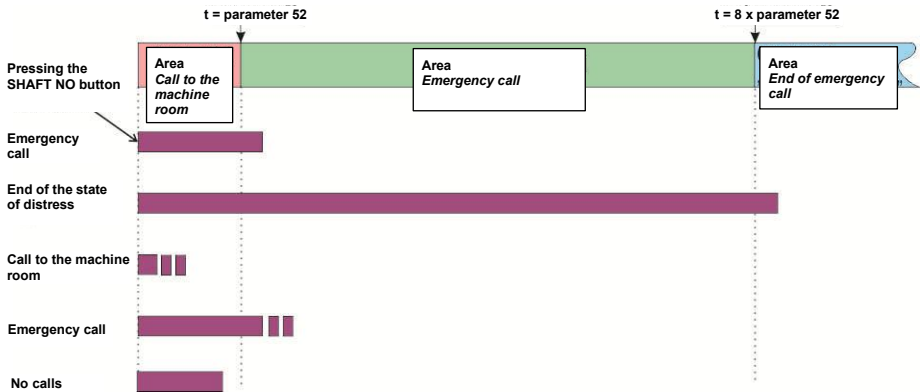 t = parameter 52
t = 8 x parameter 52
Pressing the
SHAFT NO button
Area
Call to the
machine
room
Area
Emergency call
Area
End of emergency
call
”
Emergency
call
End of the state
of distress
Call to the machine
room
Emergency call
No calls